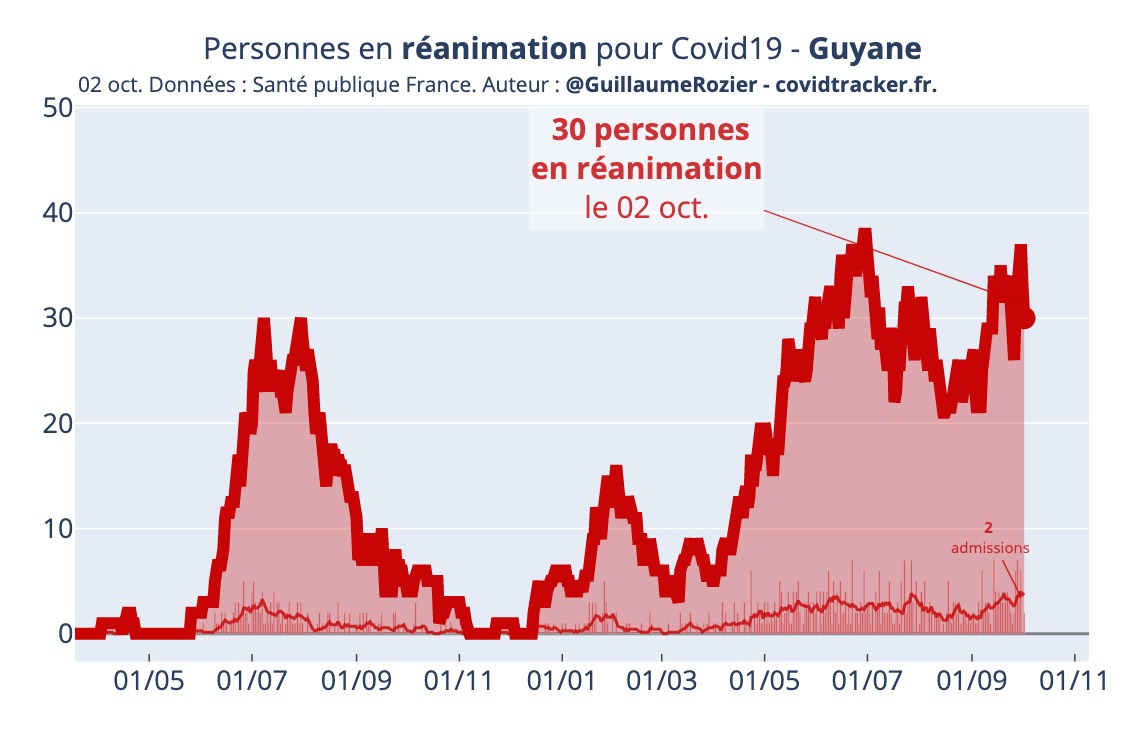 Personnes en réanimation pour Covid19 - Guyane
02 oct. Données : Santé publique France. Auteur : @GuillaumeRozier - covidtracker.fr.
50
30 personnes
en réanimation
le 02 oct.
40
30
20
10
2
admissions
0
01/05 01/07 01/09 01/11 01/01 01/03 01/05 01/07 01/09 01/11